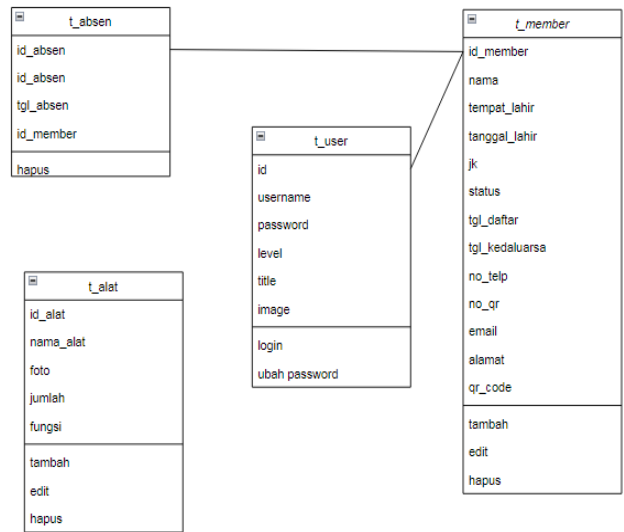 t_absen
id_absen
id_absen
tgl_absen
id_member
hapus
t_member
id_member
nama
tempat_lahir
tanggal_lahir
jk
status
tgl_daftar
tgl_kedaluarsa
no_telp
no_qr
email
alamat
qr_code
tambah
edit
hapus
t_user
id
username
password
level
title
image
login
ubah password
t_alat
id_alat
nama_alat
foto
jumlah
fungsi
tambah
edit
hapus